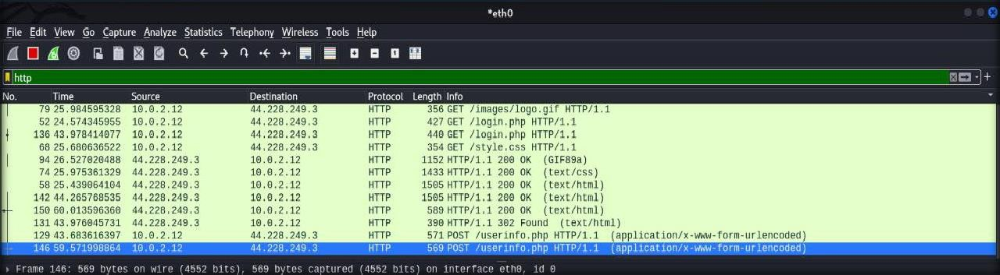 *eth0
File Edit View Go Capture Analyze Statistics Telephony Wireless Tools Help
http
No. Time Source Destination Protocol Length Info
79 25.984595328 10.0.2.12 44.228.249.3 HTTP 356 GET /images/logo.gif HTTP/1.1
52 24.574345955 10.0.2.12 44.228.249.3 HTTP 427 GET /login.php HTTP/1.1
136 43.978414077 10.0.2.12 44.228.249.3 HTTP 440 GET /login.php HTTP/1.1
68 25.680636522 10.0.2.12 44.228.249.3 HTTP 354 GET /style.css HTTP/1.1
94 26.527020488 44.228.249.3 10.0.2.12 HTTP 1152 HTTP/1.1 200 OK (GIF89a)
74 25.975361329 44.228.249.3 10.0.2.12 HTTP 1433 HTTP/1.1 200 OK (text/css)
58 25.439064104 44.228.249.3 10.0.2.12 HTTP 1505 HTTP/1.1 200 OK (text/html)
142 44.265768535 44.228.249.3 10.0.2.12 HTTP 1505 HTTP/1.1 200 OK (text/html)
150 60.013596360 44.228.249.3 10.0.2.12 HTTP 589 HTTP/1.1 200 OK (text/html)
131 43.976045731 44.228.249.3 10.0.2.12 HTTP 390 HTTP/1.1 302 Found (text/html)
129 43.683616397 10.0.2.12 44.228.249.3 HTTP 571 POST /userinfo.php HTTP/1.1 (application/x-www-form-urlencoded)
146 59.571998864 10.0.2.12 44.228.249.3 HTTP 569 POST /userinfo.php HTTP/1.1 (application/x-www-form-urlencoded)
Frame 146: 569 bytes on wire (4552 bits), 569 bytes captured (4552 bits) on interface eth0, id 0